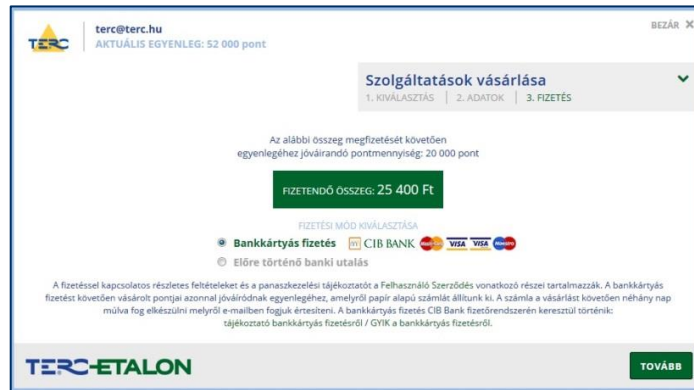 terc@terc.hu
BEZÁR X
TERC
AKTUÁLIS EGYENLEG: 52 000 pont
Szolgáltatások vásárlása
1. KIVÁLASZTÁS | 2. ADATOK | 3. FIZETÉS
Az alábbi összeg megfizetését követően
egyenlegéhez jóváirandó pontmennyiség: 20 000 pont
FIZETENDŐ ÖSSZEG: 25 400 Ft
FIZETÉSI MÓD KIVÁLASZTÁSA
Bankkártyás fizetés CIB BANK MasterCard VISA VISA Maestro
Előre történő banki utalás
A fizetéssel kapcsolatos részletes feltételeket és a panaszkezelési tájékoztatót a Felhasználó Szerződés vonatkozó részei tartalmazzák. A bankkártyás
fizetést követően vásárolt pontjai azonnal jóváíródnak egyenlegéhez, amelyről papír alapú számlát állítunk ki. A számla a vásárlást követően néhány nap
múlva fog elkészülni melyről e-mailben fogjuk értesíteni. A bankkártyás fizetés CIB Bank fizetőrendszerén keresztül történik:
tájékoztató bankkártyás fizetésről / GYIK a bankkártyás fizetésről.
TERC-ETALON
TOVÁBB